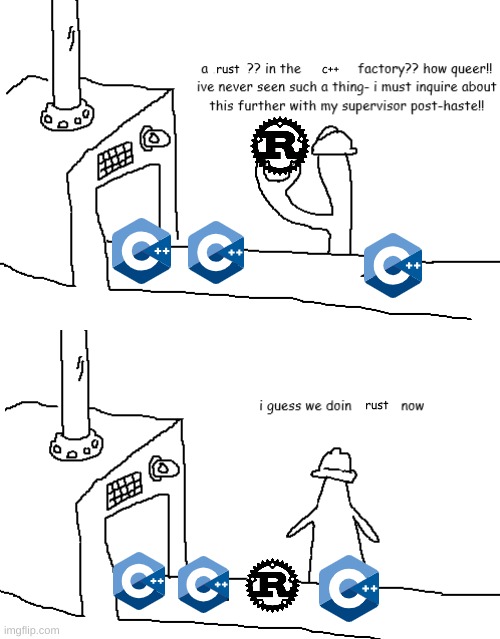 a rust ?? in the c++ factory?? how queer!!
ive never seen such a thing- i must inquire about
this further with my supervisor post-haste!!
R
C++
C++
C++
i guess we doin rust now
C++
C++
R
C++
imgflip.com